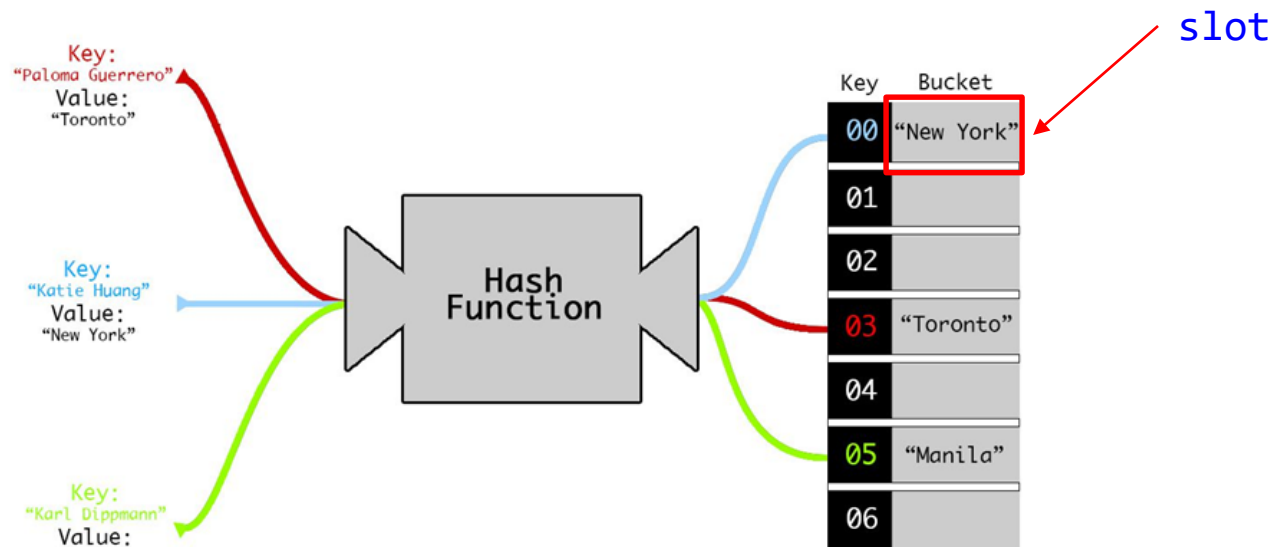 slot
Key:
“Paloma Guerrero”
Value:
“Toronto”
Key:
“Katie Huang”
Value:
“New York”
Key:
“Karl Dippmann”
Value:
Hash
Function
Key Bucket
00 “New York”
01
02
03 “Toronto”
04
05 “Manila”
06